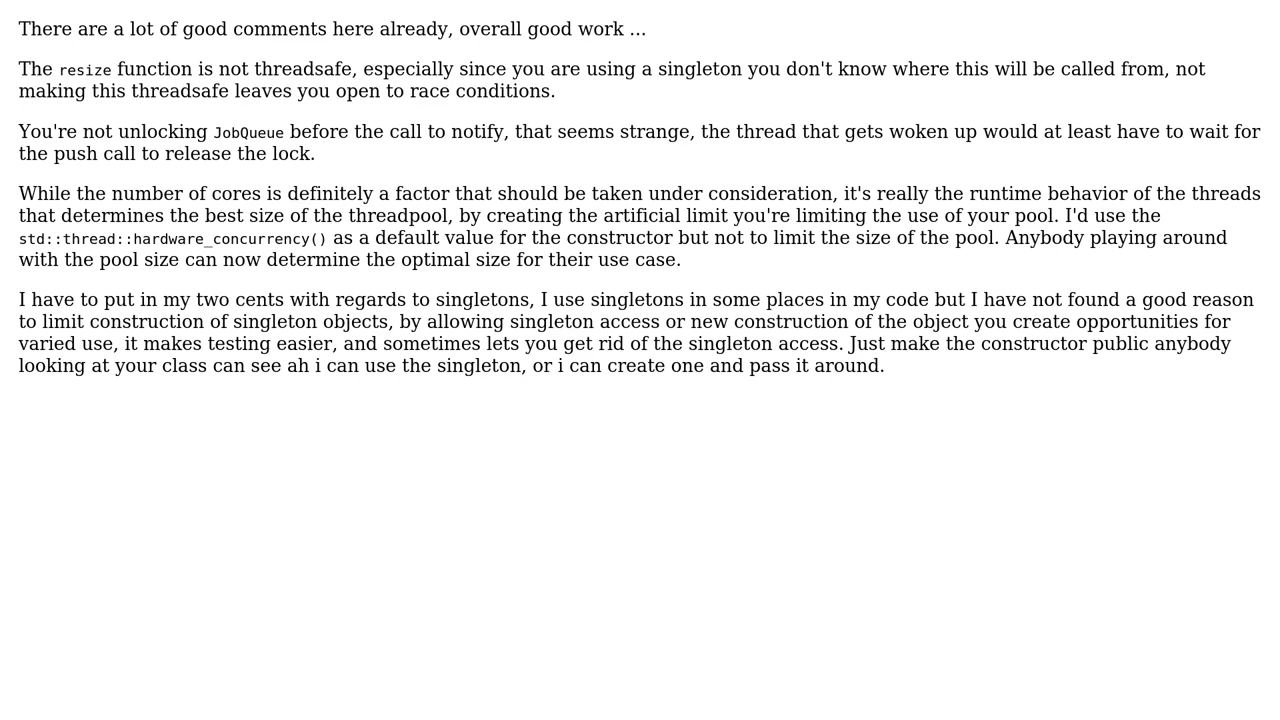 There are a lot of good comments here already, overall good work ...
The resize function is not threadsafe, especially since you are using a singleton you don't know where this will be called from, not
making this threadsafe leaves you open to race conditions.
You're not unlocking JobQueue before the call to notify, that seems strange, the thread that gets woken up would at least have to wait for
the push call to release the lock.
While the number of cores is definitely a factor that should be taken under consideration, it's really the runtime behavior of the threads
that determines the best size of the threadpool, by creating the artificial limit you're limiting the use of your pool. I'd use the
std::thread::hardware_concurrency() as a default value for the constructor but not to limit the size of the pool. Anybody playing around
with the pool size can now determine the optimal size for their use case.
I have to put in my two cents with regards to singletons, I use singletons in some places in my code but I have not found a good reason
to limit construction of singleton objects, by allowing singleton access or new construction of the object you create opportunities for
varied use, it makes testing easier, and sometimes lets you get rid of the singleton access. Just make the constructor public anybody
looking at your class can see ah i can use the singleton, or i can create one and pass it around.